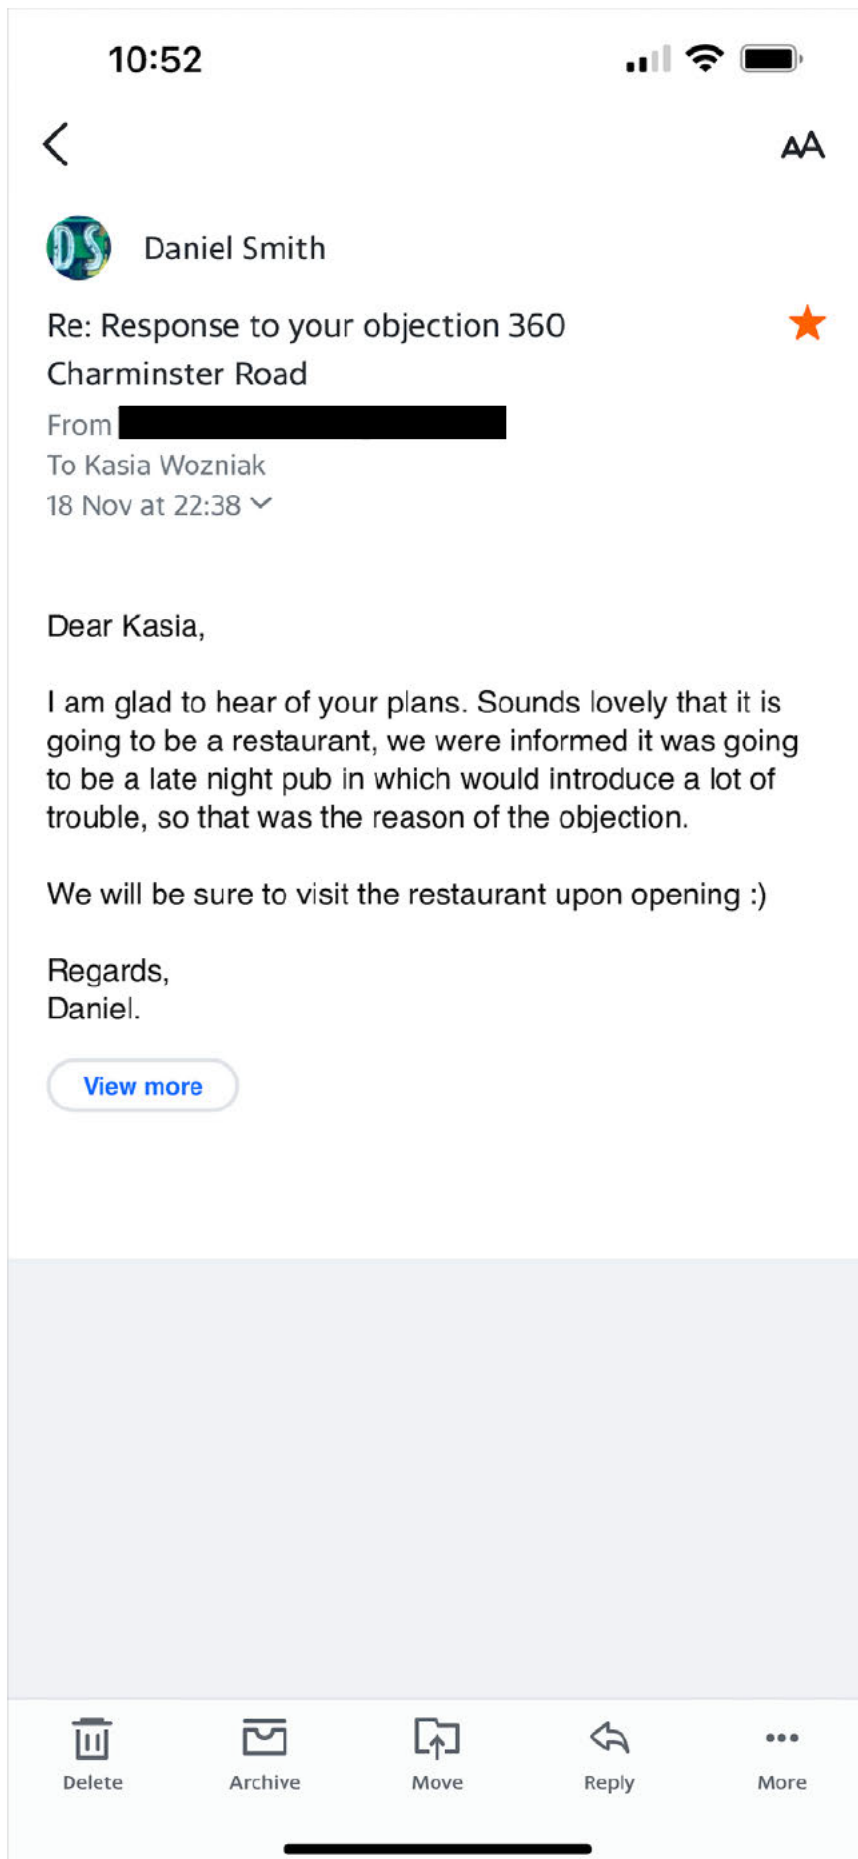 10:52
AA
DS
Daniel Smith
Re: Response to your objection 360
Charminster Road
From
To Kasia Wozniak
18 Nov at 22:38
Dear Kasia,
I am glad to hear of your plans. Sounds lovely that it is
going to be a restaurant, we were informed it was going
to be a late night pub in which would introduce a lot of
trouble, so that was the reason of the objection.
We will be sure to visit the restaurant upon opening :)
Regards,
Daniel.
View more
Delete Archive Move Reply More